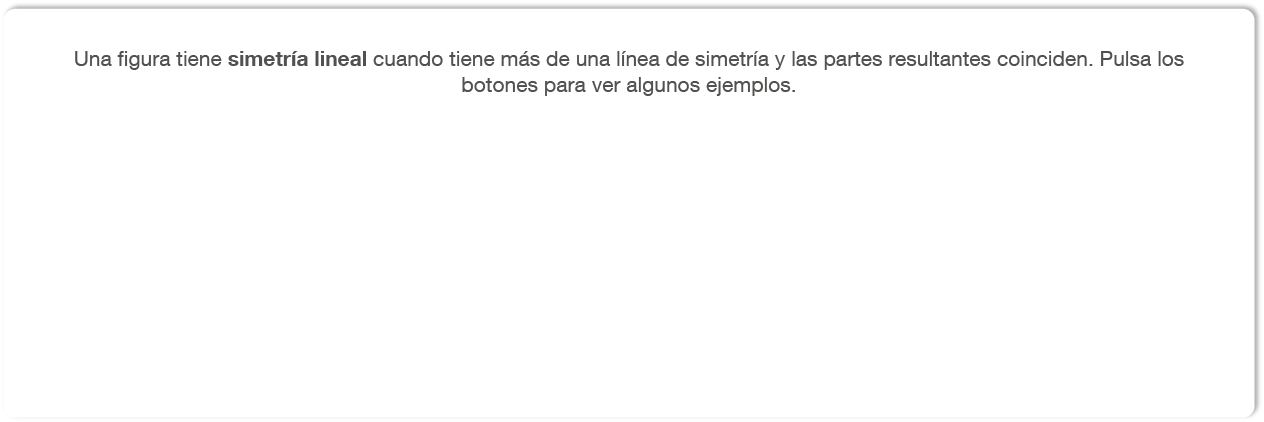 Una figura tiene simetría lineal cuando tiene más de una línea de simetría y las partes resultantes coinciden. Pulsa los
botones para ver algunos ejemplos.